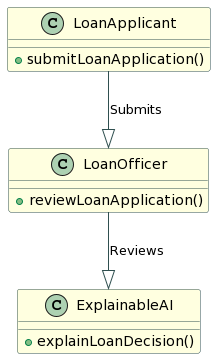 C LoanApplicant
submitLoanApplication()
Submits
C LoanOfficer
reviewLoanApplication()
Reviews
C ExplainableAI
explainLoanDecision()